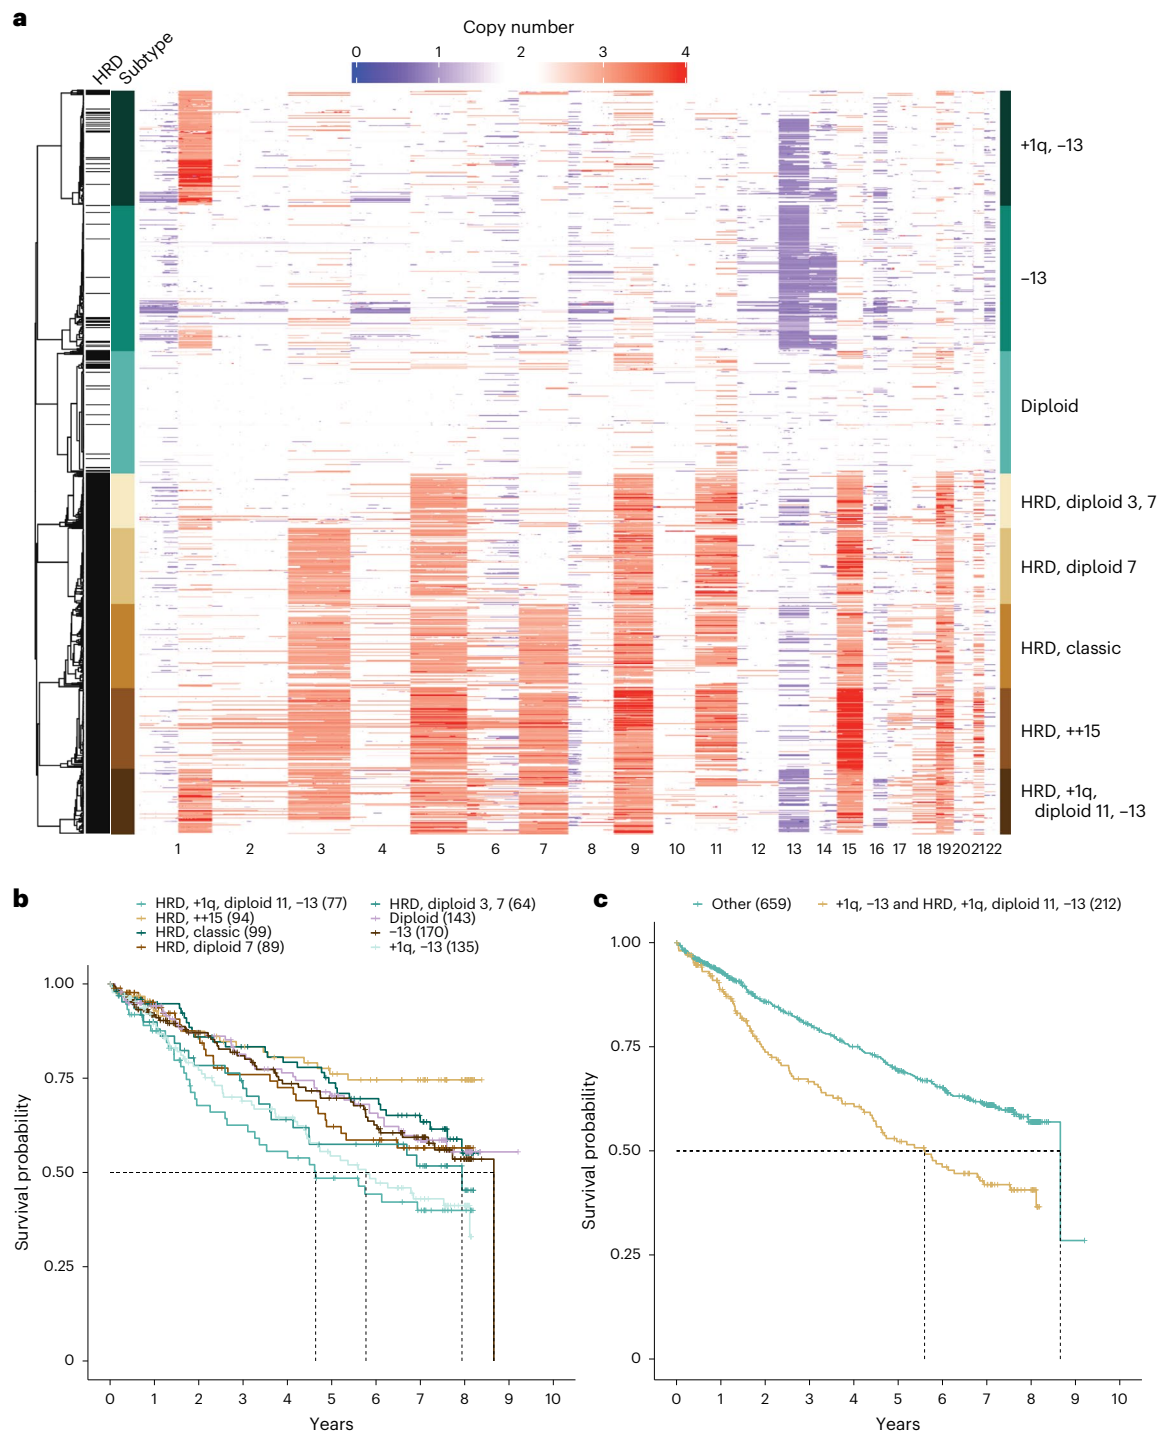 a
Copy number
0 1 2 3 4
HRD
Subtype
+1q, –13
–13
Diploid
HRD, diploid 3, 7
HRD, diploid 7
HRD, classic
HRD, ++15
HRD, +1q,
diploid 11, –13
1 2 3 4 5 6 7 8 9 10 11 12 13 14 15 16 17 18 19 20 21 22
b
HRD, +1q, diploid 11, –13 (77)
HRD, ++15 (94)
HRD, classic (99)
HRD, diploid 7 (89)
HRD, diploid 3, 7 (64)
Diploid (143)
–13 (170)
+1q, –13 (135)
Survival probability
1.00
0.75
0.50
0.25
0
0 1 2 3 4 5 6 7 8 9 10
Years
c
Other (659)
+1q, –13 and HRD, +1q, diploid 11, –13 (212)
Survival probability
1.00
0.75
0.50
0.25
0
0 1 2 3 4 5 6 7 8 9 10
Years